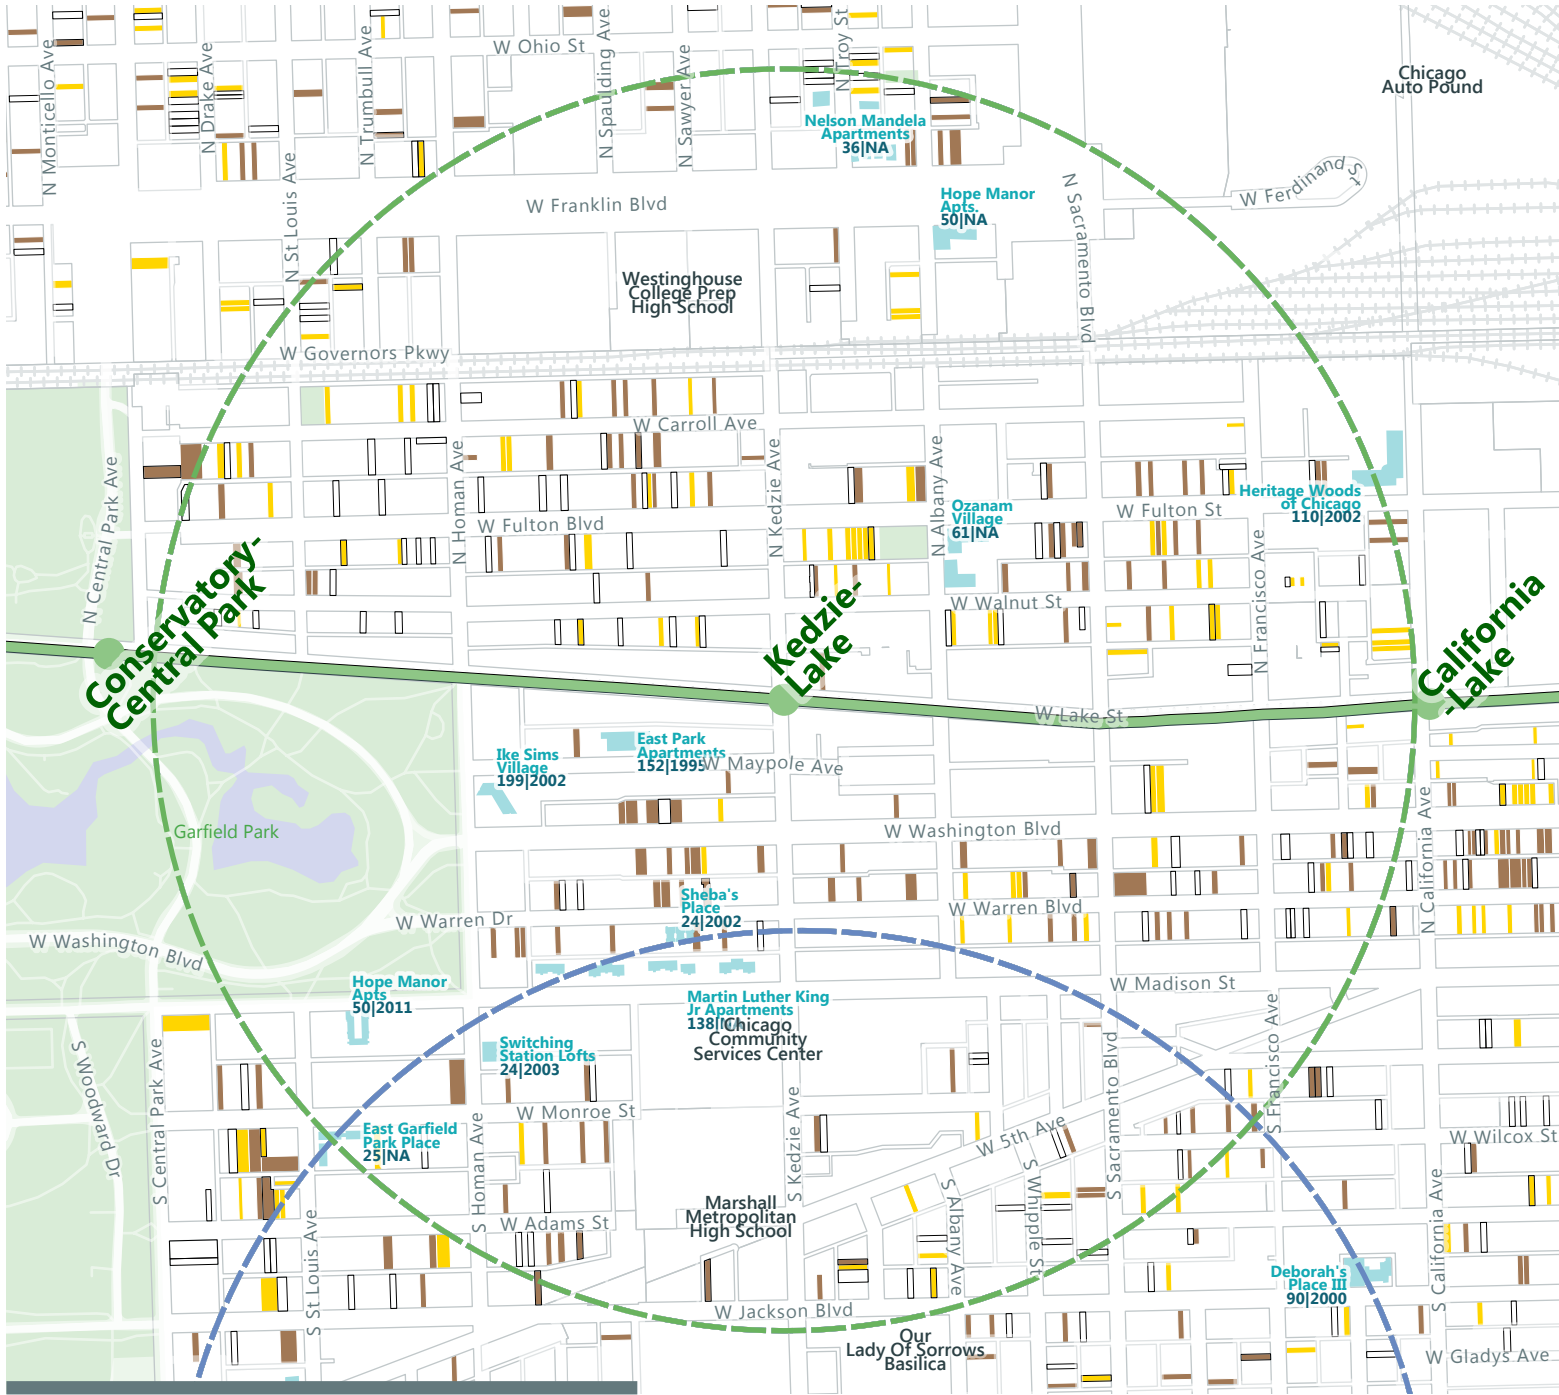 W Ohio St
N Monticello Ave
N Drake Ave
N Trumbull Ave
N Spaulding Ave
N Sawyer Ave
N Troy St
Chicago
Auto Pound
Nelson Mandela
Apartments
36|NA
N St Louis Ave
W Franklin Blvd
Hope Manor
Apts.
50|NA
N Sacramento Blvd
W Ferdinand St
Westinghouse
College Prep
High School
W Governors Pkwy
W Carroll Ave
N Central Park Ave
N Homan Ave
N Kedzie Ave
N Albany Ave
W Fulton Blvd
Ozanam
Village
61|NA
W Fulton St
Heritage Woods
of Chicago
110|2002
N Francisco Ave
W Walnut St
Conservatory-
Central Park
Kedzie-
Lake
California
-Lake
W Lake St
Ike Sims
Village
199|2002
East Park
Apartments
152|1995
W Maypole Ave
Garfield Park
W Washington Blvd
N California Ave
Sheba's
Place
24|2002
W Warren Dr
W Warren Blvd
W Washington Blvd
Hope Manor
Apts
50|2011
W Madison St
Martin Luther King
Jr Apartments
Chicago
Community
Services Center
Switching
Station Lofts
24|2003
S Woodward Dr
S Central Park Ave
W Monroe St
S Homan Ave
S Kedzie Ave
W 5th Ave
S Sacramento Blvd
S Francisco Ave
East Garfield
Park Place
25|NA
W Wilcox St
S Whipple St
S Albany Ave
Marshall
Metropolitan
High School
W Adams St
S St Louis Ave
S California Ave
Deborah's
Place III
90|2000
W Jackson Blvd
Our
Lady Of Sorrows
Basilica
W Gladys Ave